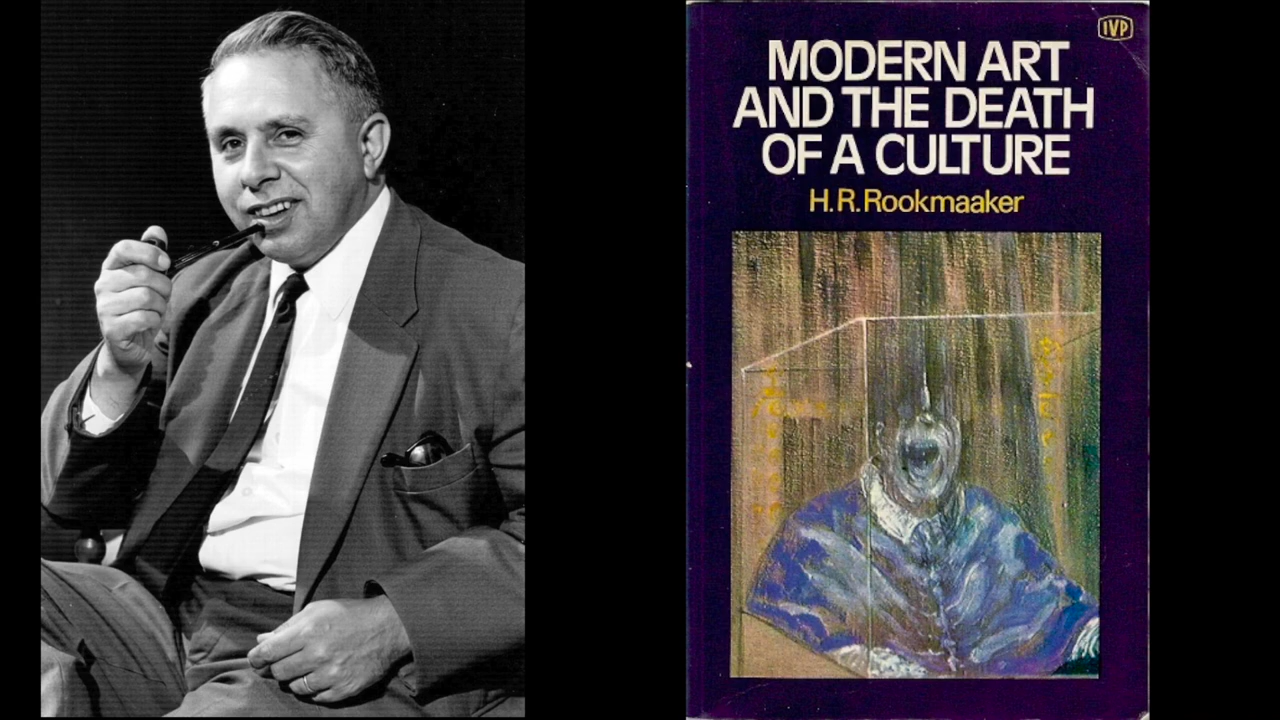 IVP
MODERN ART
AND THE DEATH
OF A CULTURE
H.R.Rookmaaker